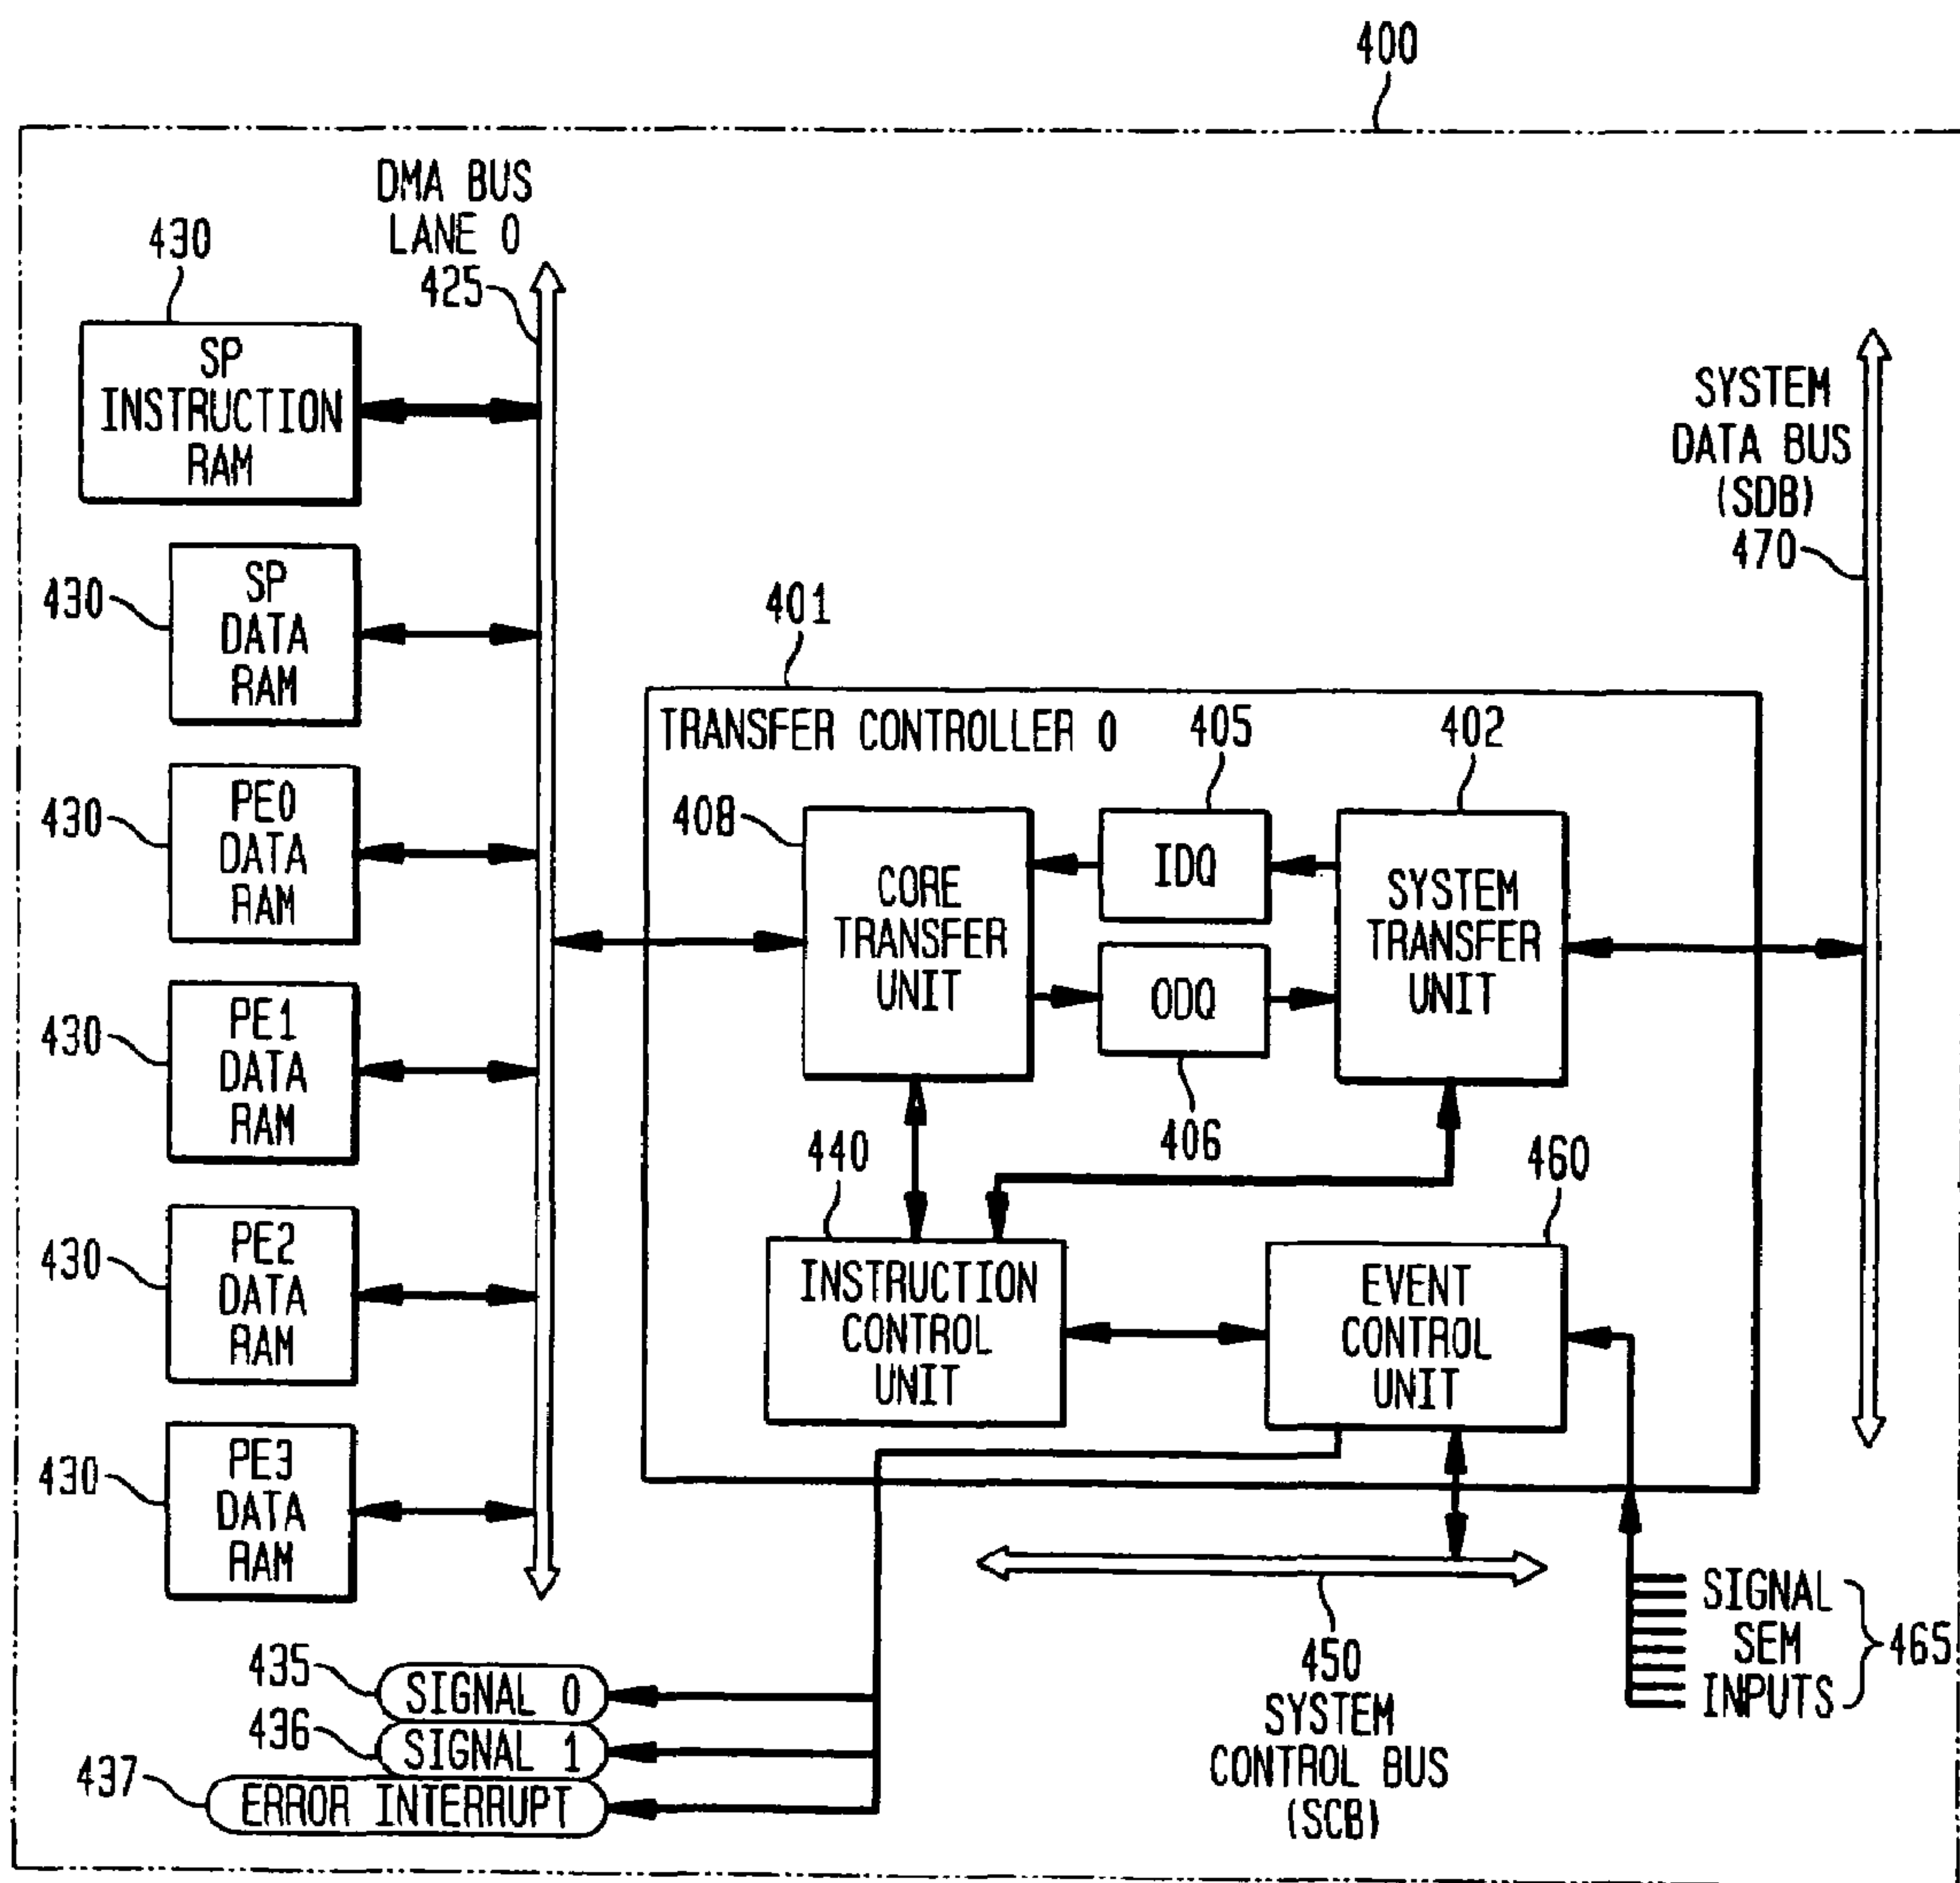 400
DMA BUS
LANE 0
425
430
SP
INSTRUCTION
RAM
SYSTEM
DATA BUS
(SDB)
470
430
SP
DATA
RAM
401
TRANSFER CONTROLLER 0
405
402
430
PE0
DATA
RAM
408
CORE
TRANSFER
UNIT
IDQ
SYSTEM
TRANSFER
UNIT
ODQ
406
430
PE1
DATA
RAM
440
460
430
PE2
DATA
RAM
INSTRUCTION
CONTROL
UNIT
EVENT
CONTROL
UNIT
430
PE3
DATA
RAM
435
SIGNAL 0
436
SIGNAL 1
437
ERROR INTERRUPT
450
SYSTEM
CONTROL BUS
(SCB)
SIGNAL
SEM
INPUTS
465